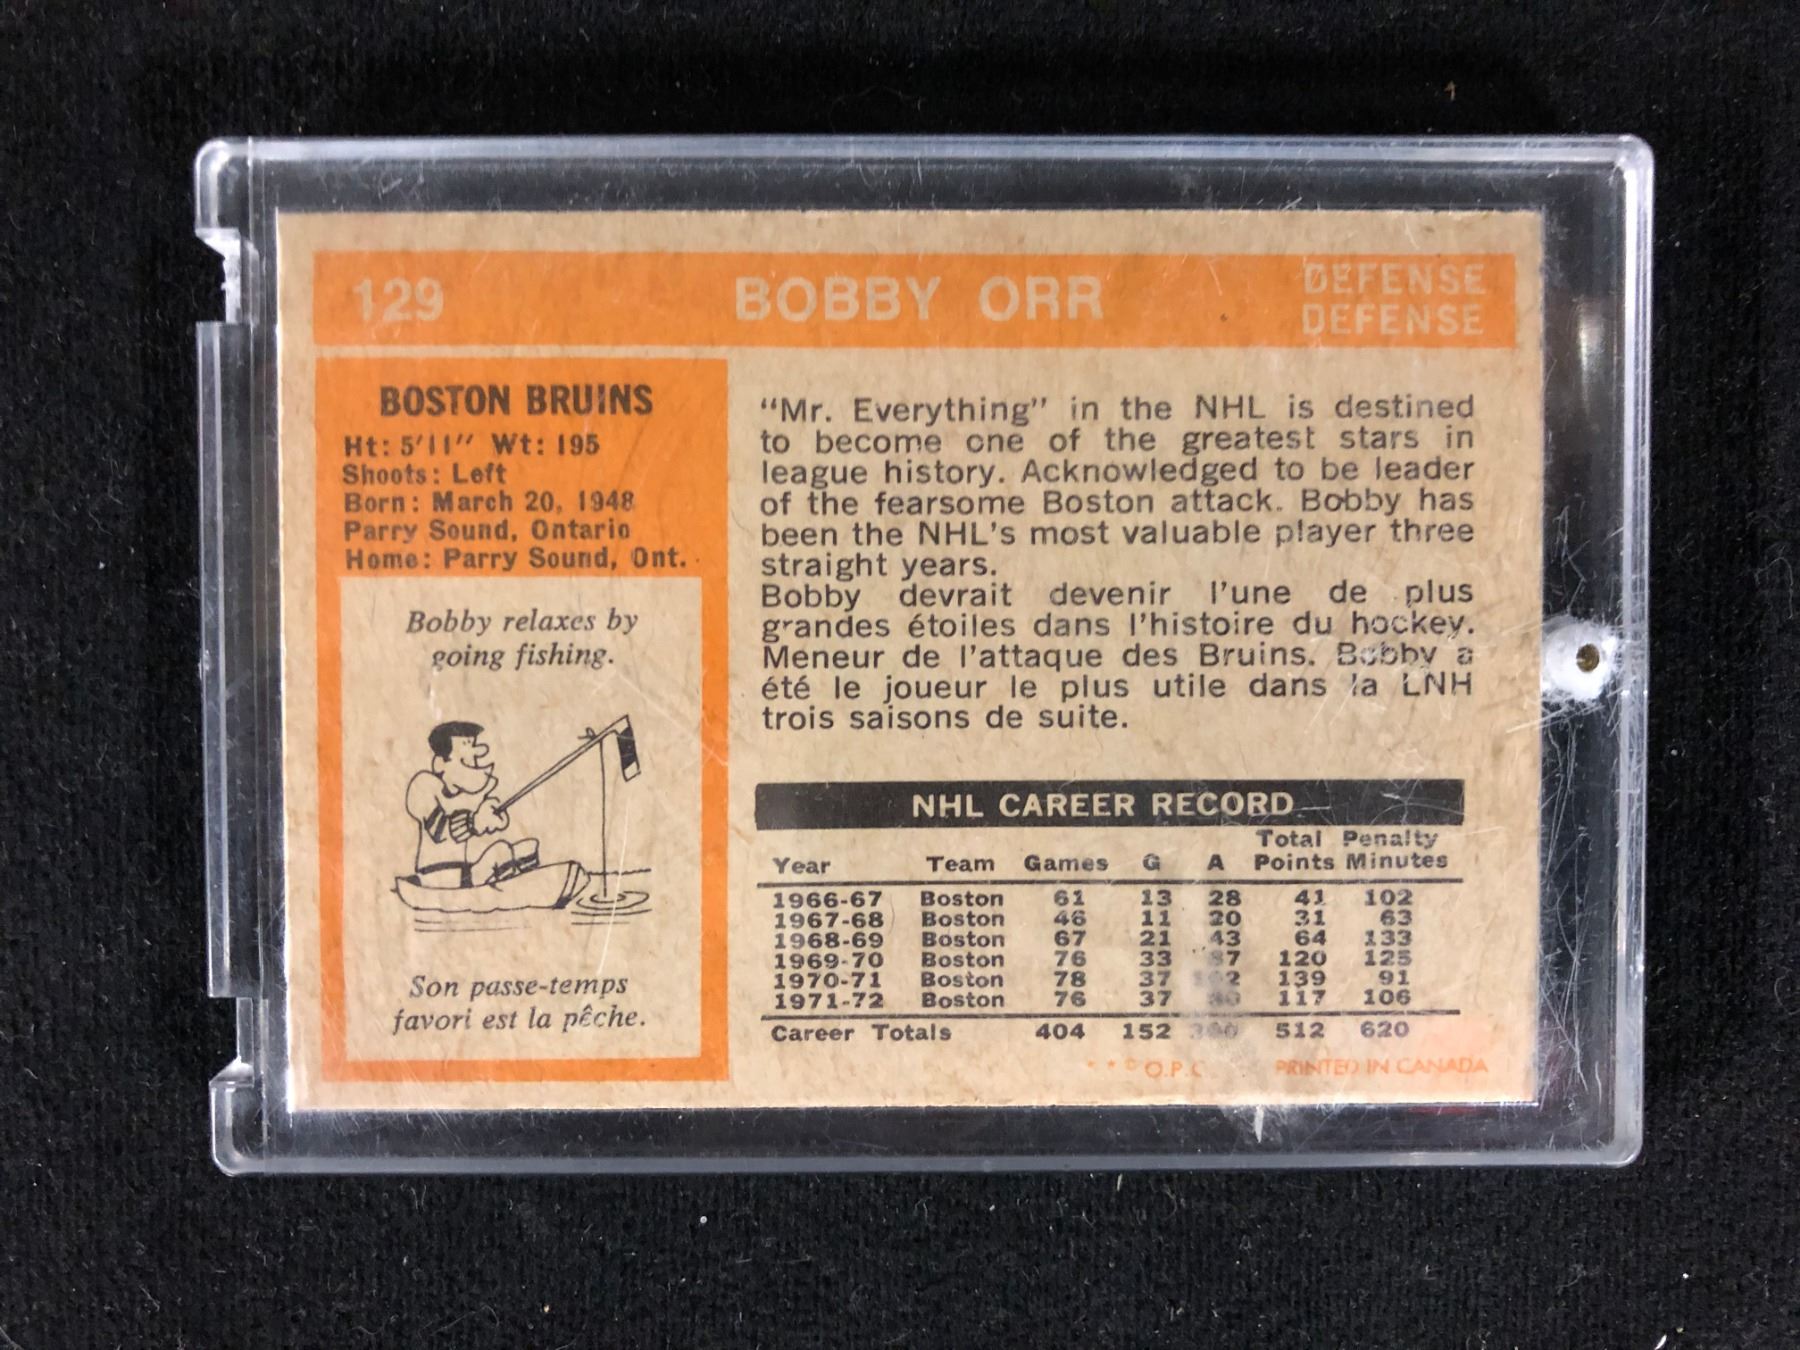 129 BOBBY ORR DEFENSE
DEFENSE
BOSTON BRUINS
Ht: 5'11" Wt: 195
Shoots: Left
Born: March 20, 1948
Parry Sound, Ontario
Home: Parry Sound, Ont.
Bobby relaxes by
going fishing.
Son passe-temps
favori est la pêche.
"Mr. Everything" in the NHL is destined
to become one of the greatest stars in
league history. Acknowledged to be leader
of the fearsome Boston attack. Bobby has
been the NHL's most valuable player three
straight years.
Bobby devrait devenir l'une de plus
grandes étoiles dans l'histoire du hockey.
Meneur de l'attaque des Bruins. Bobby a
été le joueur le plus utile dans la LNH
trois saisons de suite.
NHL CAREER RECORD
Total Penalty
Year Team Games G A Points Minutes
1966-67 Boston 61 13 28 41 102
1967-68 Boston 46 11 20 31 63
1968-69 Boston 67 21 43 64 133
1969-70 Boston 76 33 87 120 125
1970-71 Boston 78 37 102 139 91
1971-72 Boston 76 37 80 117 106
Career Totals 404 152 360 512 620
* * © O.P.C. PRINTED IN CANADA